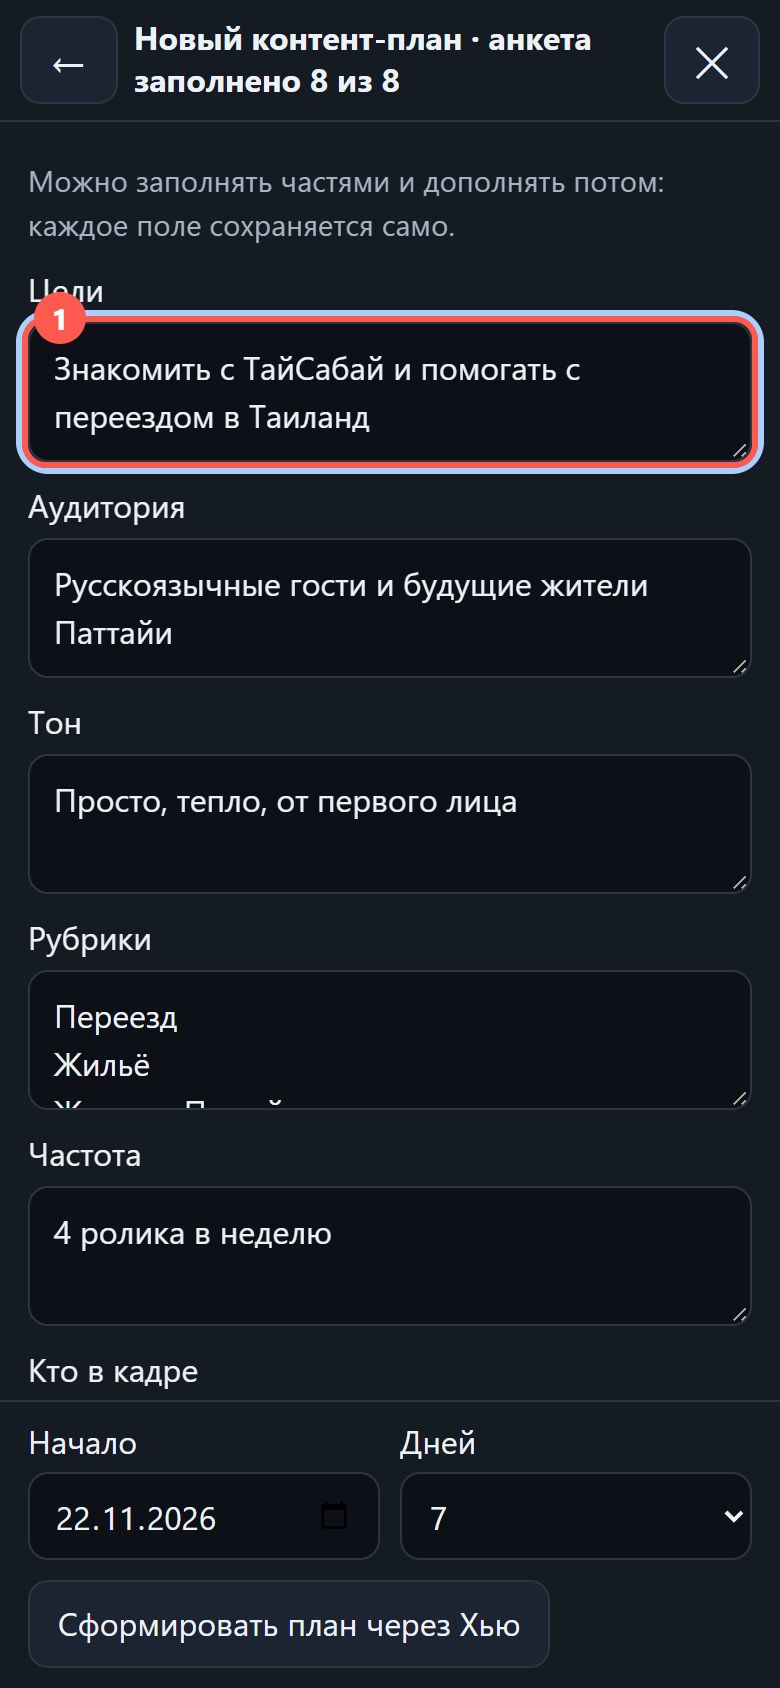 ←
Новый контент-план · анкета
заполнено 8 из 8
Можно заполнять частями и дополнять потом:
каждое поле сохраняется само.
Цели
1
Знакомить с ТайСабай и помогать с
переездом в Таиланд
Аудитория
Русскоязычные гости и будущие жители
Паттайи
Тон
Просто, тепло, от первого лица
Рубрики
Переезд
Жильё
Частота
4 ролика в неделю
Кто в кадре
Начало
Дней
22.11.2026
7
Сформировать план через Хью